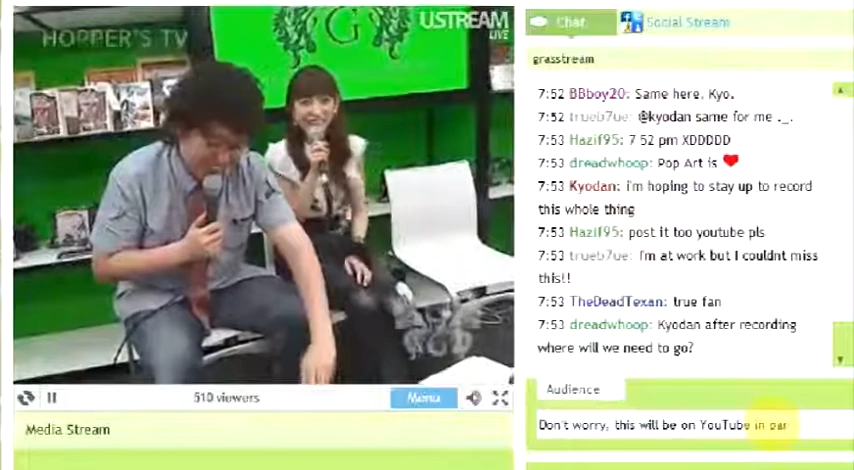 HOPPER'S TV
USTREAM
LIVE
G
Chat
Social Stream
grasstream
7:52 BBboy20: Same here, Kyo.
7:52 trueb7ue: @kyodan same for me ._.
7:53 Hazif95: 7 52 pm XDDDDD
7:53 dreadwhoop: Pop Art is ❤
7:53 Kyodan: i'm hoping to stay up to record
this whole thing
7:53 Hazif95: post it too youtube pls
7:53 trueb7ue: I'm at work but I couldnt miss
this!!
7:53 TheDeadTexan: true fan
7:53 dreadwhoop: Kyodan after recording
where will we need to go?
510 viewers
Menu
Audience
Don't worry, this will be on YouTube in par
Media Stream